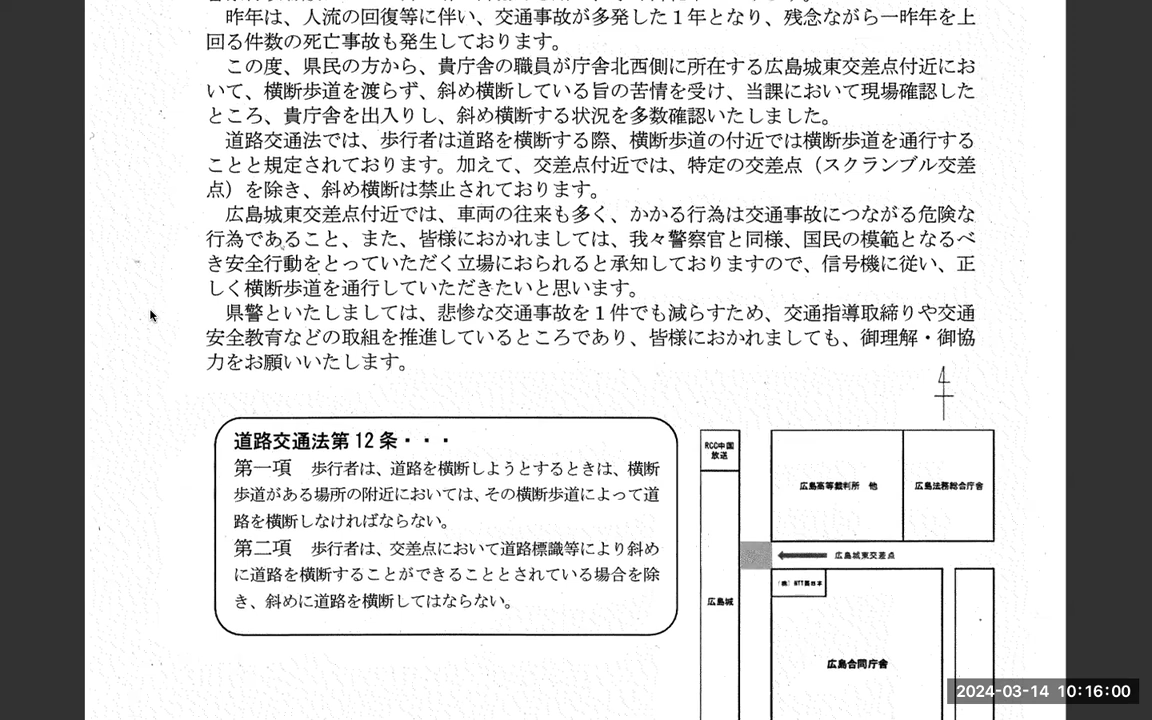 昨年は、人流の回復等に伴い、交通事故が多発した１年となり、残念ながら一昨年を上
回る件数の死亡事故も発生しております。
この度、県民の方から、貴庁舎の職員が庁舎北西側に所在する広島城東交差点付近にお
いて、横断歩道を渡らず、斜め横断している旨の苦情を受け、当課において現場確認した
ところ、貴庁舎を出入りし、斜め横断する状況を多数確認いたしました。
道路交通法では、歩行者は道路を横断する際、横断歩道の付近では横断歩道を通行する
ことと規定されております。加えて、交差点付近では、特定の交差点（スクランブル交差
点）を除き、斜め横断は禁止されております。
広島城東交差点付近では、車両の往来も多く、かかる行為は交通事故につながる危険な
行為であること、また、皆様におかれましては、我々警察官と同様、国民の模範となるべ
き安全行動をとっていただく立場におられると承知しておりますので、信号機に従い、正
しく横断歩道を通行していただきたいと思います。
県警といたしましては、悲惨な交通事故を１件でも減らすため、交通指導取締りや交通
安全教育などの取組を推進しているところであり、皆様におかれましても、御理解・御協
力をお願いいたします。
道路交通法第12条・・・
第一項　歩行者は、道路を横断しようとするときは、横断
歩道がある場所の附近においては、その横断歩道によって道
路を横断しなければならない。
第二項　歩行者は、交差点において道路標識等により斜め
に道路を横断することができることとされている場合を除
き、斜めに道路を横断してはならない。
RCC中国
放送
広島高等裁判所　他
広島法務総合庁舎
広島城東交差点
（株）NTT西日本
広島城
広島合同庁舎
2024-03-14 10:16:00